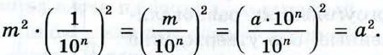 m² · (1/10ⁿ)² = (m/10ⁿ)² = (a·10ⁿ/10ⁿ)² = a².